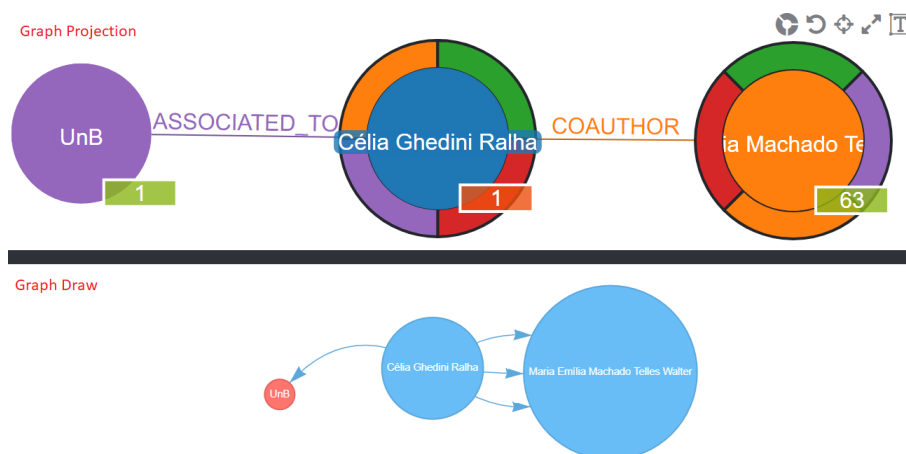 Graph Projection
T
UnB
ASSOCIATED_TO
Célia Ghedini Ralha
COAUTHOR
ia Machado Te
1
1
63
Graph Draw
UnB
Célia Ghedini Ralha
Maria Emília Machado Telles Walter